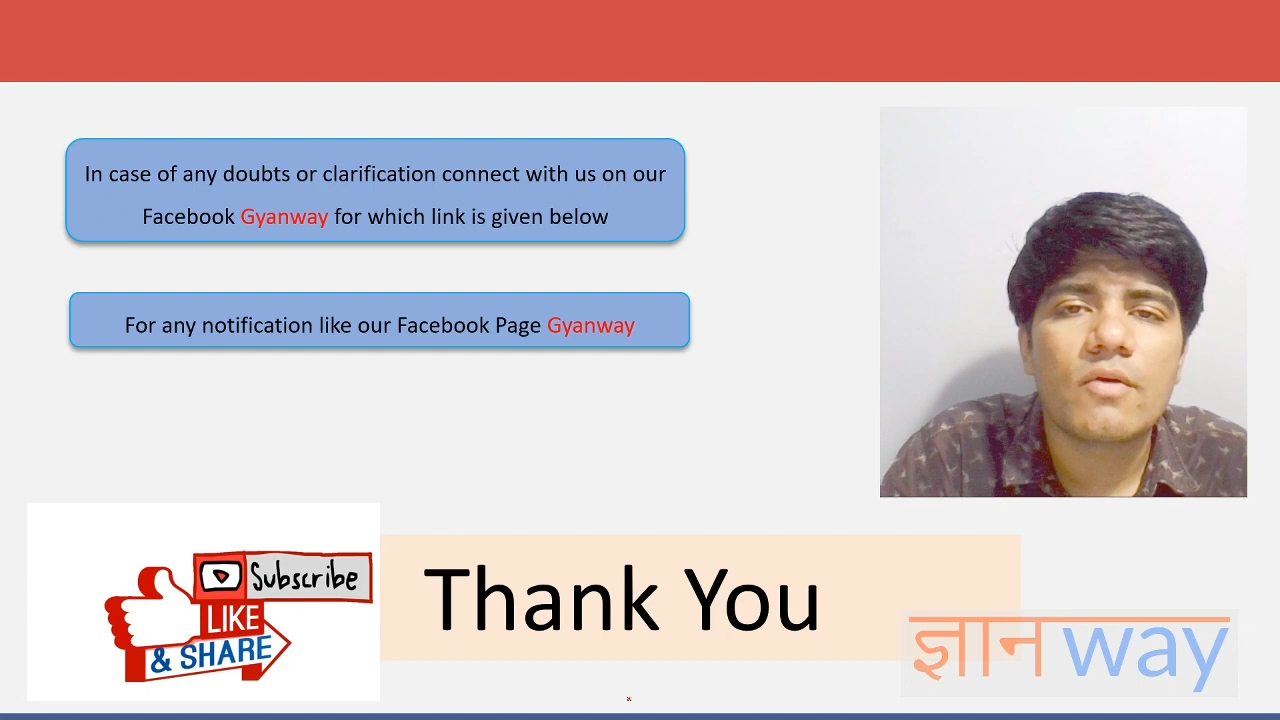 In case of any doubts or clarification connect with us on our
Facebook Gyanway for which link is given below
For any notification like our Facebook Page Gyanway
Subscribe
LIKE
& SHARE
Thank You
ज्ञान way